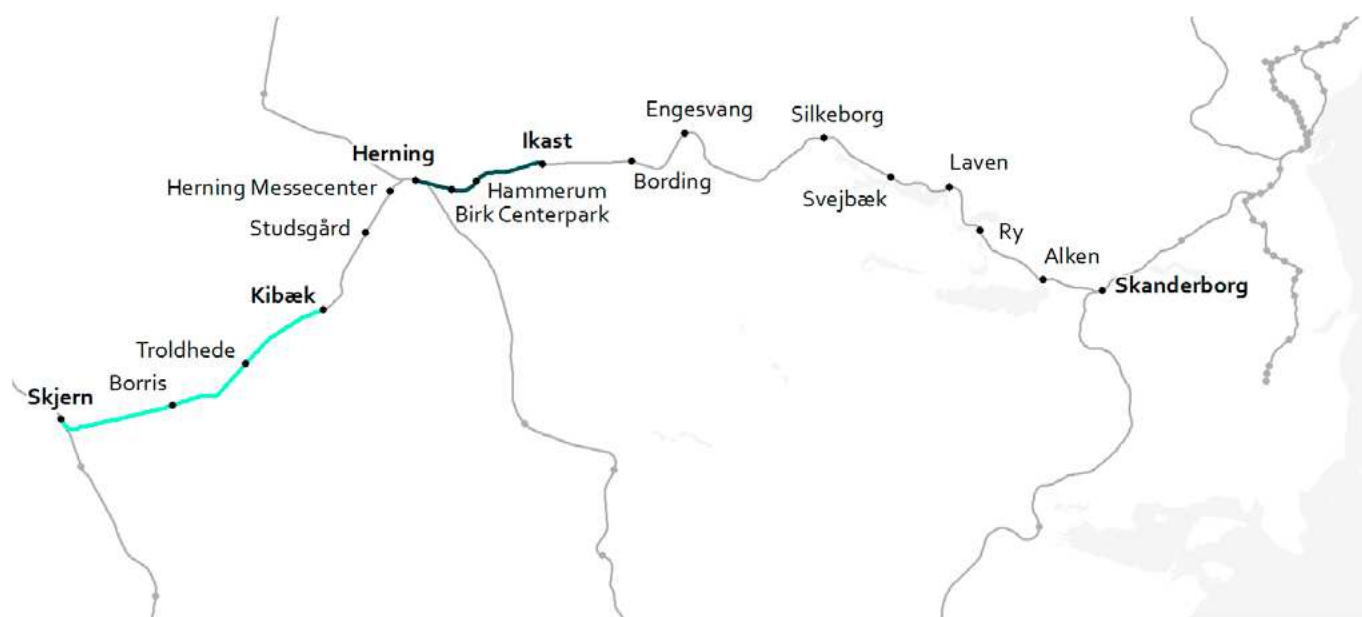 Engesvang
Silkeborg
Ikast
Herning
Laven
Herning Messecenter
Hammerum
Bording
Svejbæk
Birk Centerpark
Studsgård
Ry
Alken
Kibæk
Skanderborg
Troldhede
Borris
Skjern